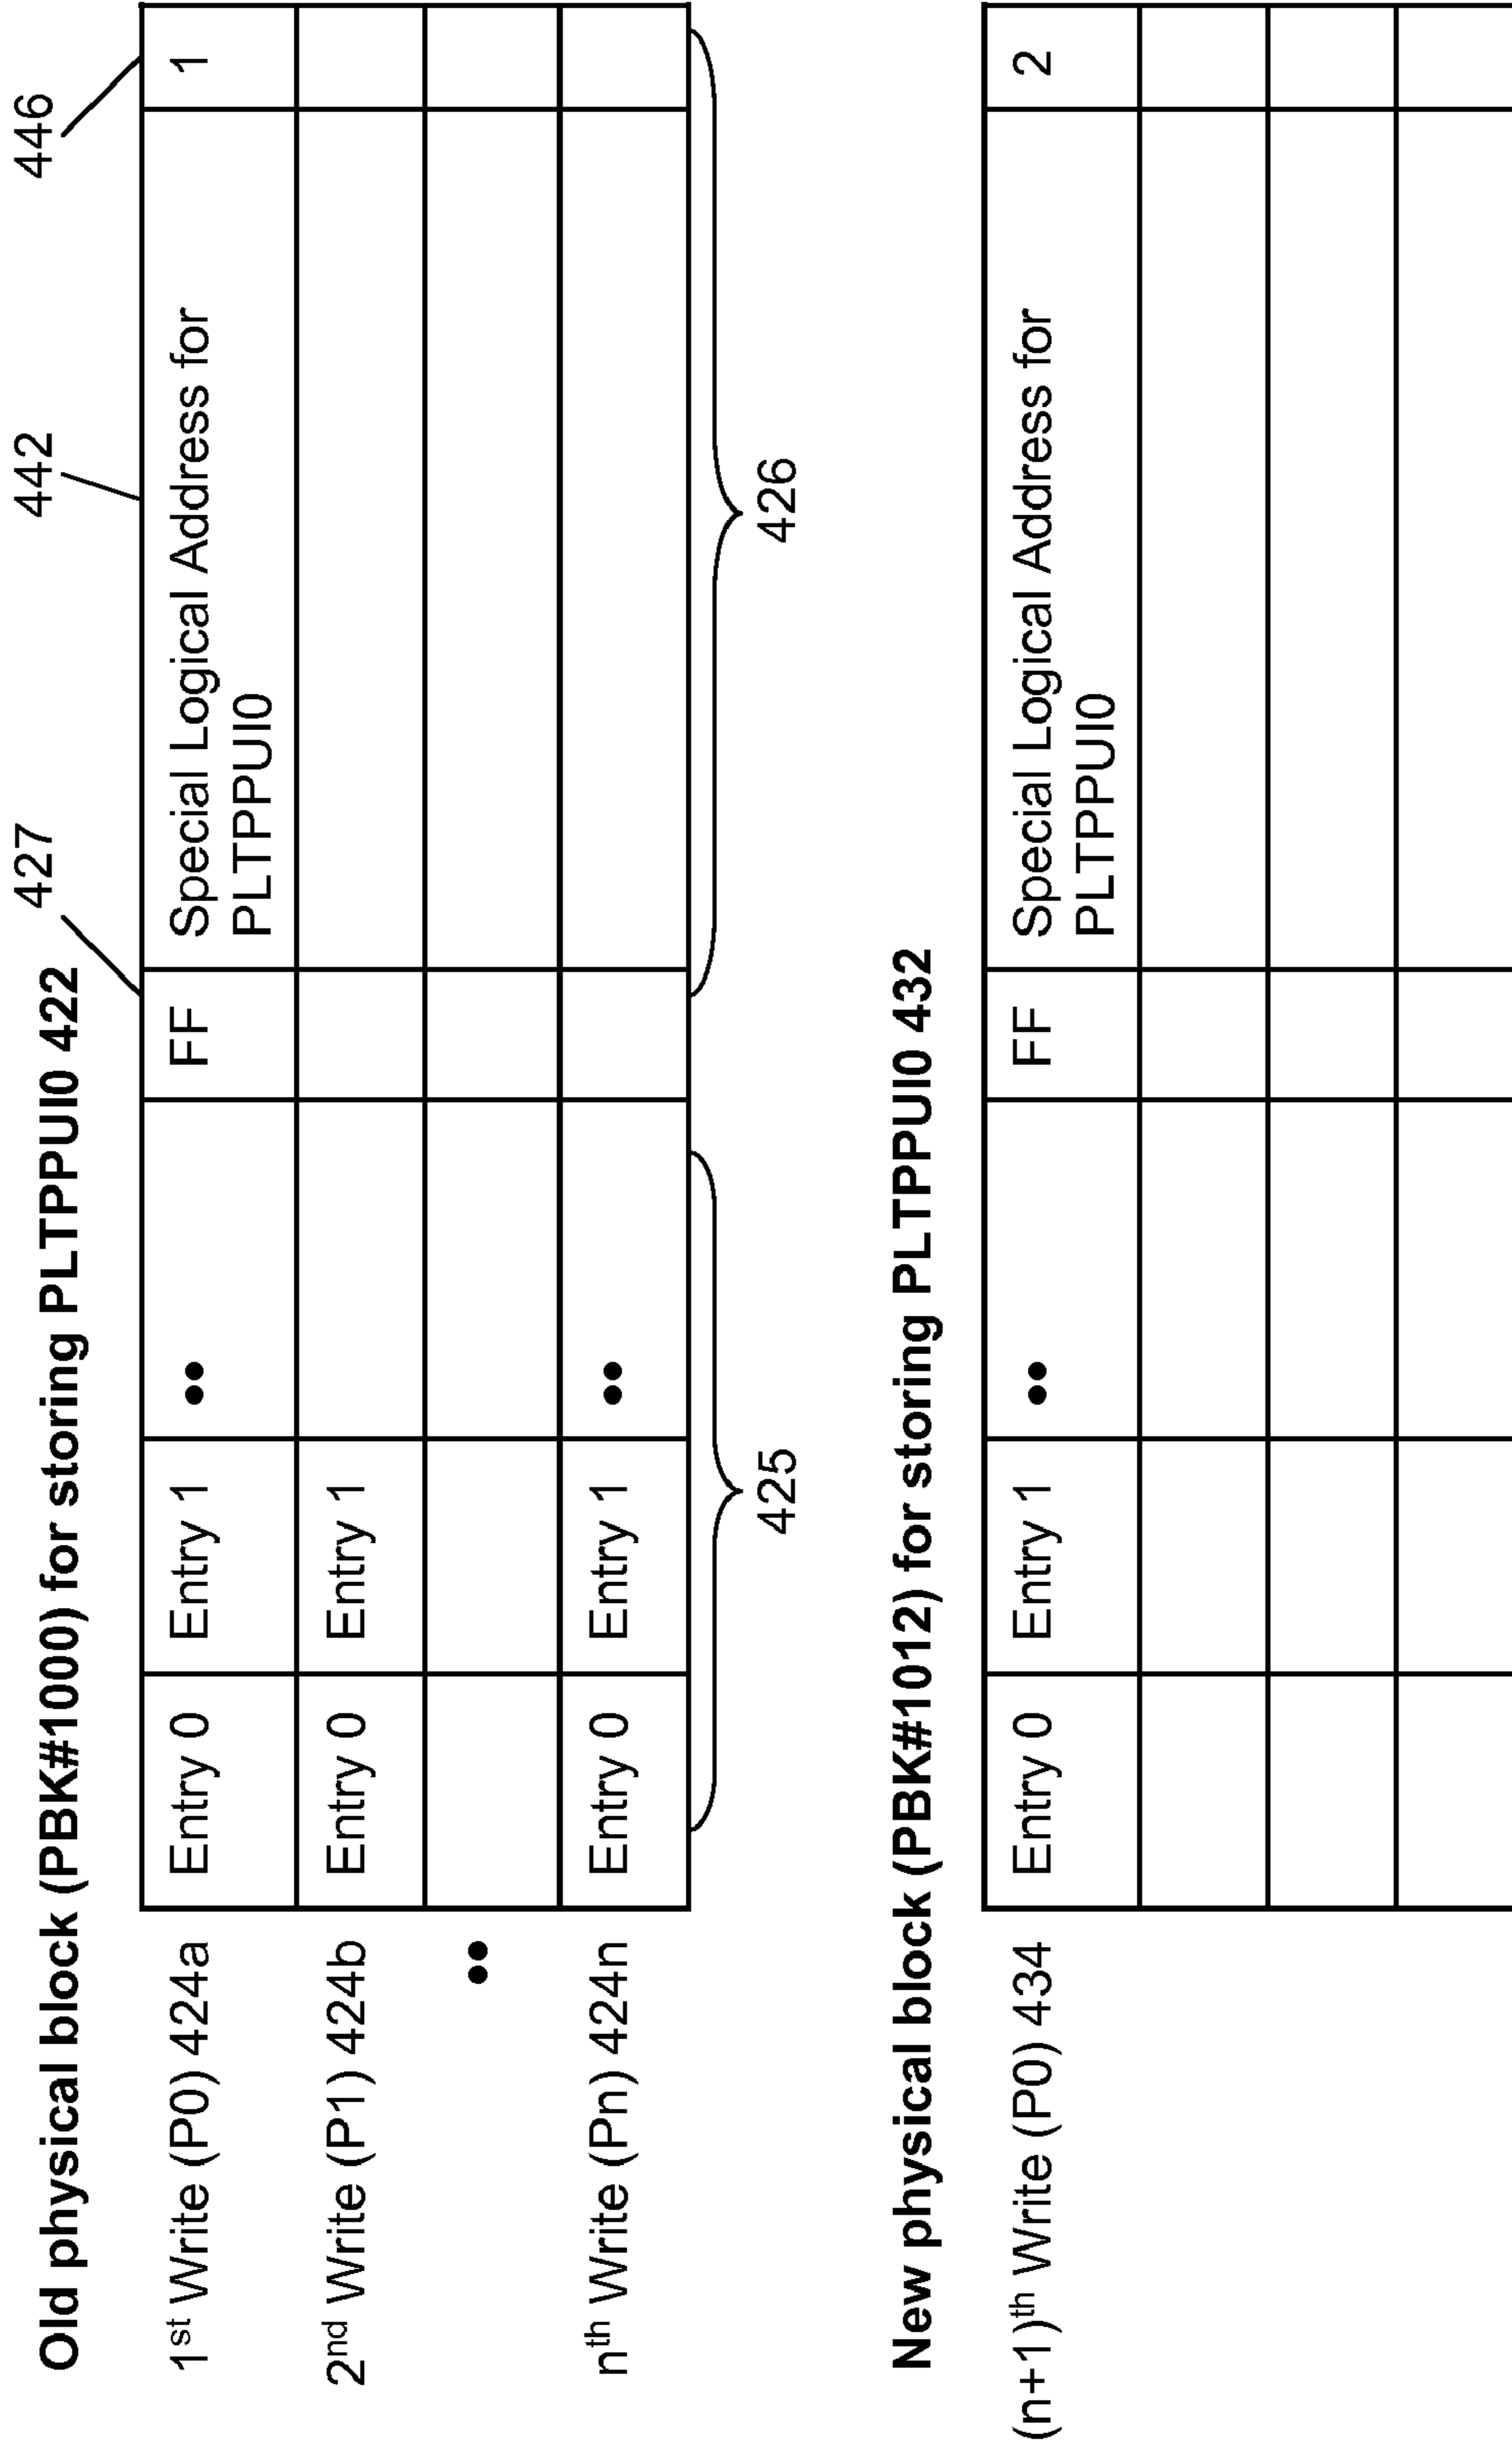 427 442 446
Old physical block (PBK#1000) for storing PLTPPUI0 422
1st Write (P0) 424a Entry 0 Entry 1 •• FF Special Logical Address for 1
PLTPPUI0
2nd Write (P1) 424b Entry 0 Entry 1
••
nth Write (Pn) 424n Entry 0 Entry 1 ••
425 426
New physical block (PBK#1012) for storing PLTPPUI0 432
(n+1)th Write (P0) 434 Entry 0 Entry 1 •• FF Special Logical Address for 2
PLTPPUI0